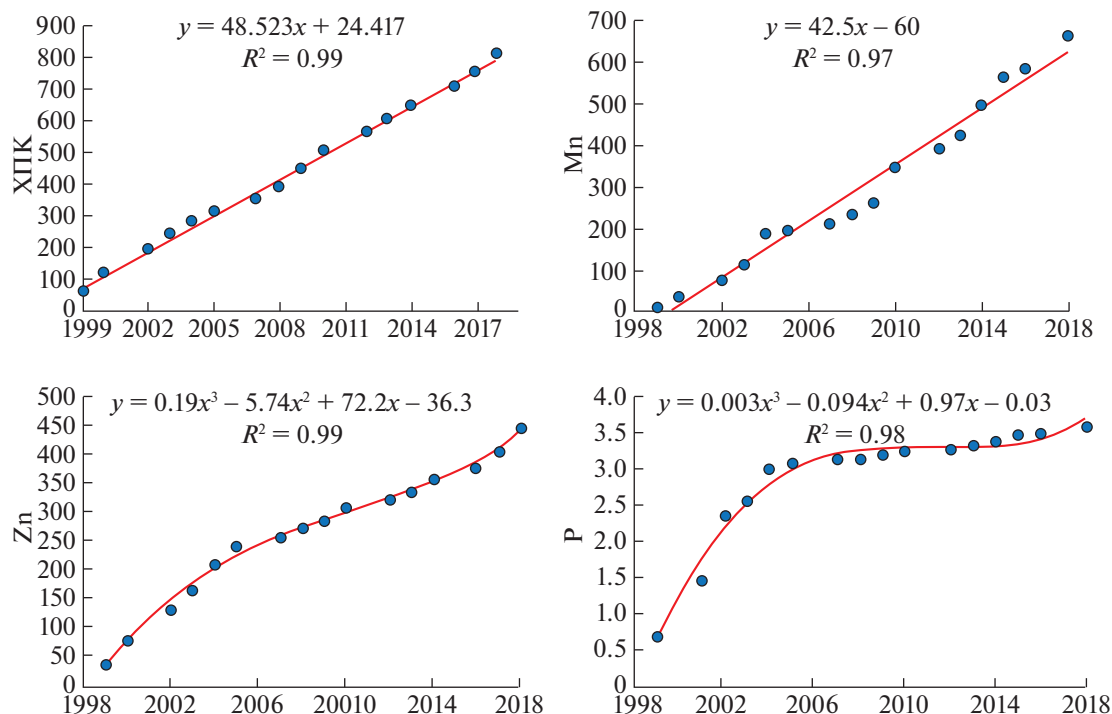 y = 48.523x + 24.417
R² = 0.99
900
800
700
600
500
400
300
200
100
0
ХПК
1999 2002 2005 2008 2011 2014 2017
y = 42.5x – 60
R² = 0.97
700
600
500
400
300
200
100
0
Mn
1998 2002 2006 2010 2014 2018
y = 0.19x³ – 5.74x² + 72.2x – 36.3
R² = 0.99
500
450
400
350
300
250
200
150
100
50
0
Zn
1998 2002 2006 20010 2014 2018
y = 0.003x³ – 0.094x² + 0.97x – 0.03
R² = 0.98
4.0
3.5
3.0
2.5
2.0
1.5
1.0
0.5
0
P
1998 2002 2006 2010 2014 2018